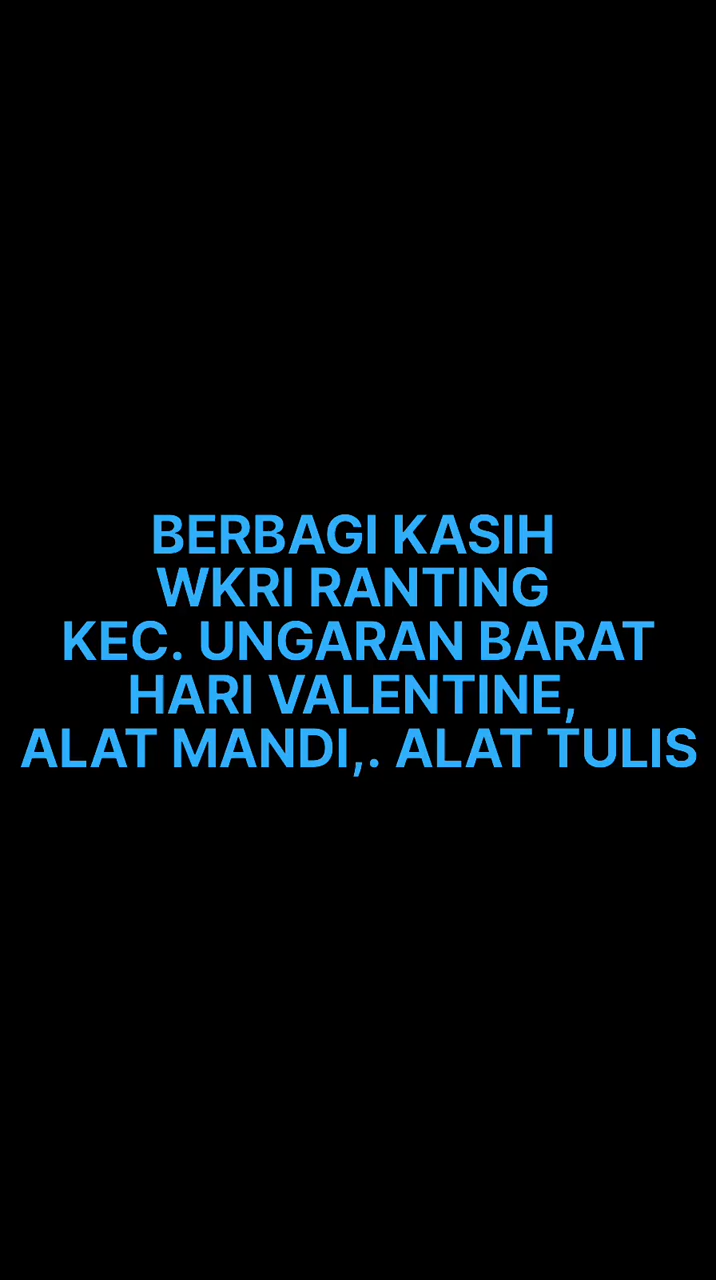 BERBAGI KASIH
WKRI RANTING
KEC. UNGARAN BARAT
HARI VALENTINE,
ALAT MANDI,. ALAT TULIS